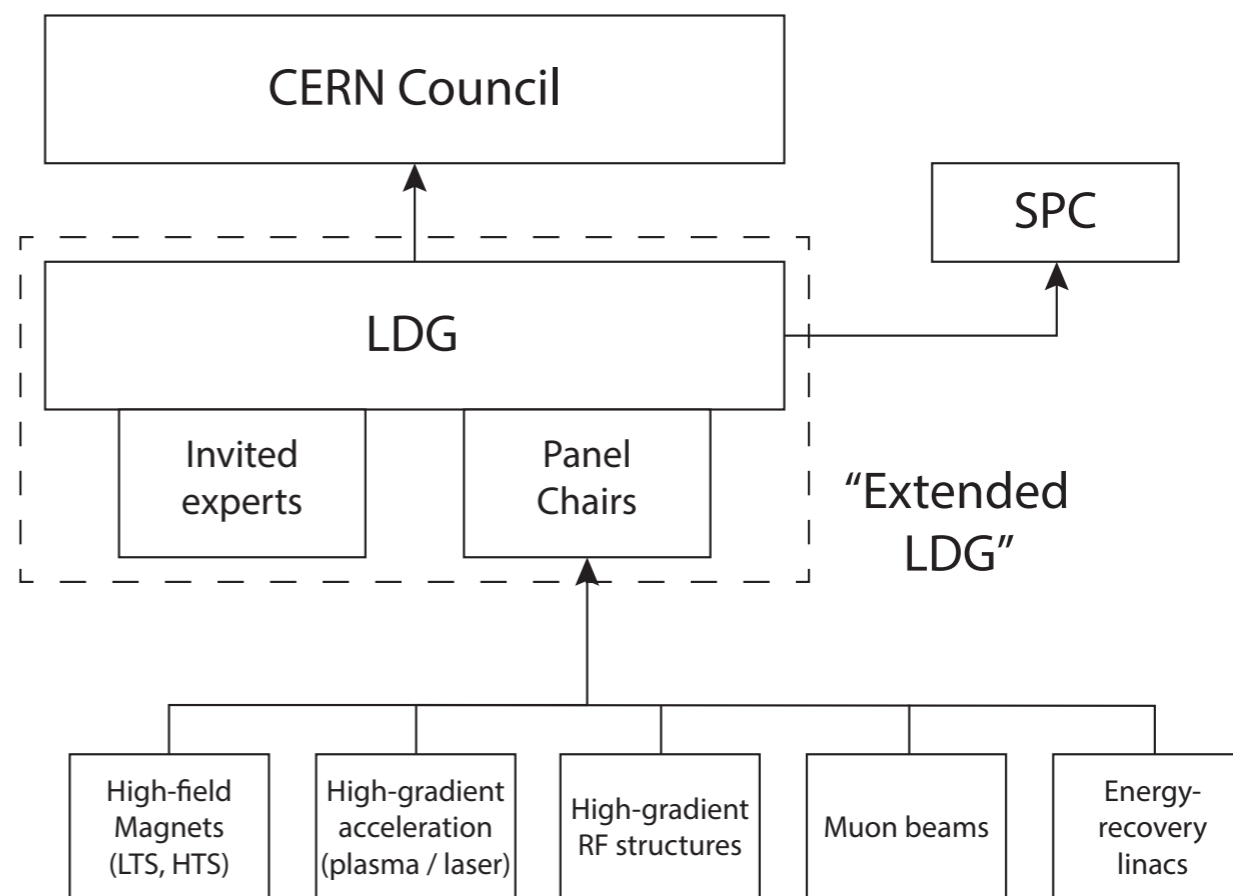 CERN Council
SPC
LDG
Invited
experts
Panel
Chairs
“Extended
LDG”
High-field
Magnets
(LTS, HTS)
High-gradient
acceleration
(plasma / laser)
High-gradient
RF structures
Muon beams
Energy-
recovery
linacs